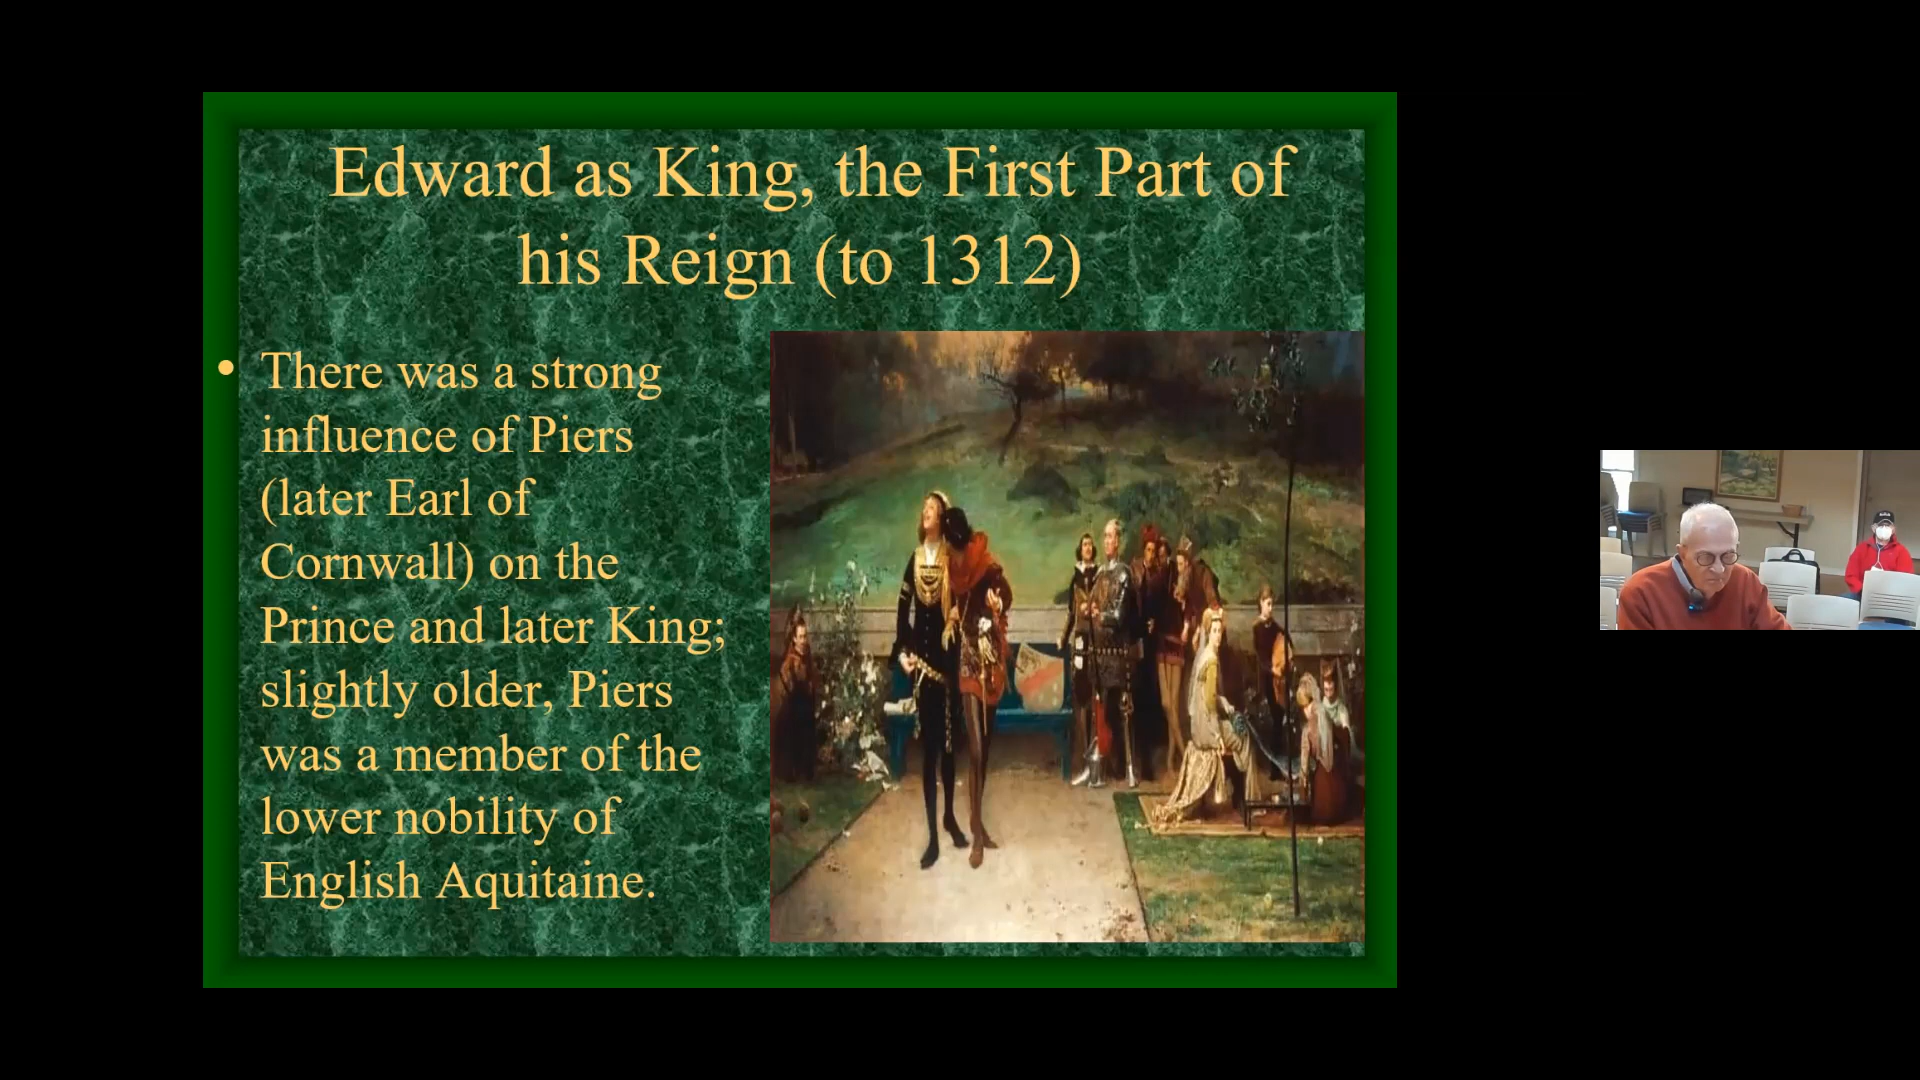 Edward as King, the First Part of
his Reign (to 1312)
• There was a strong
influence of Piers
(later Earl of
Cornwall) on the
Prince and later King;
slightly older, Piers
was a member of the
lower nobility of
English Aquitaine.